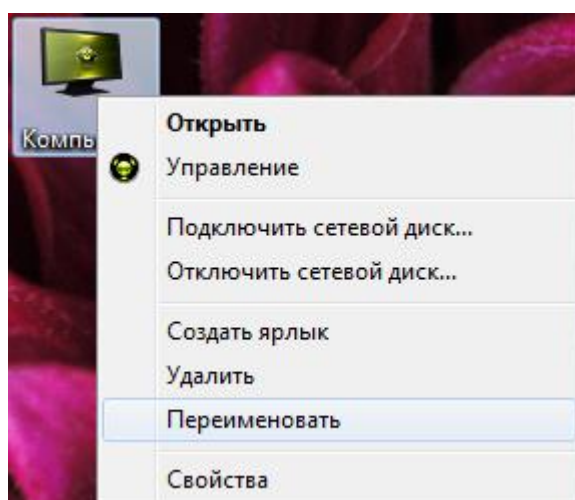 Компь
Открыть
Управление
Подключить сетевой диск...
Отключить сетевой диск...
Создать ярлык
Удалить
Переименовать
Свойства